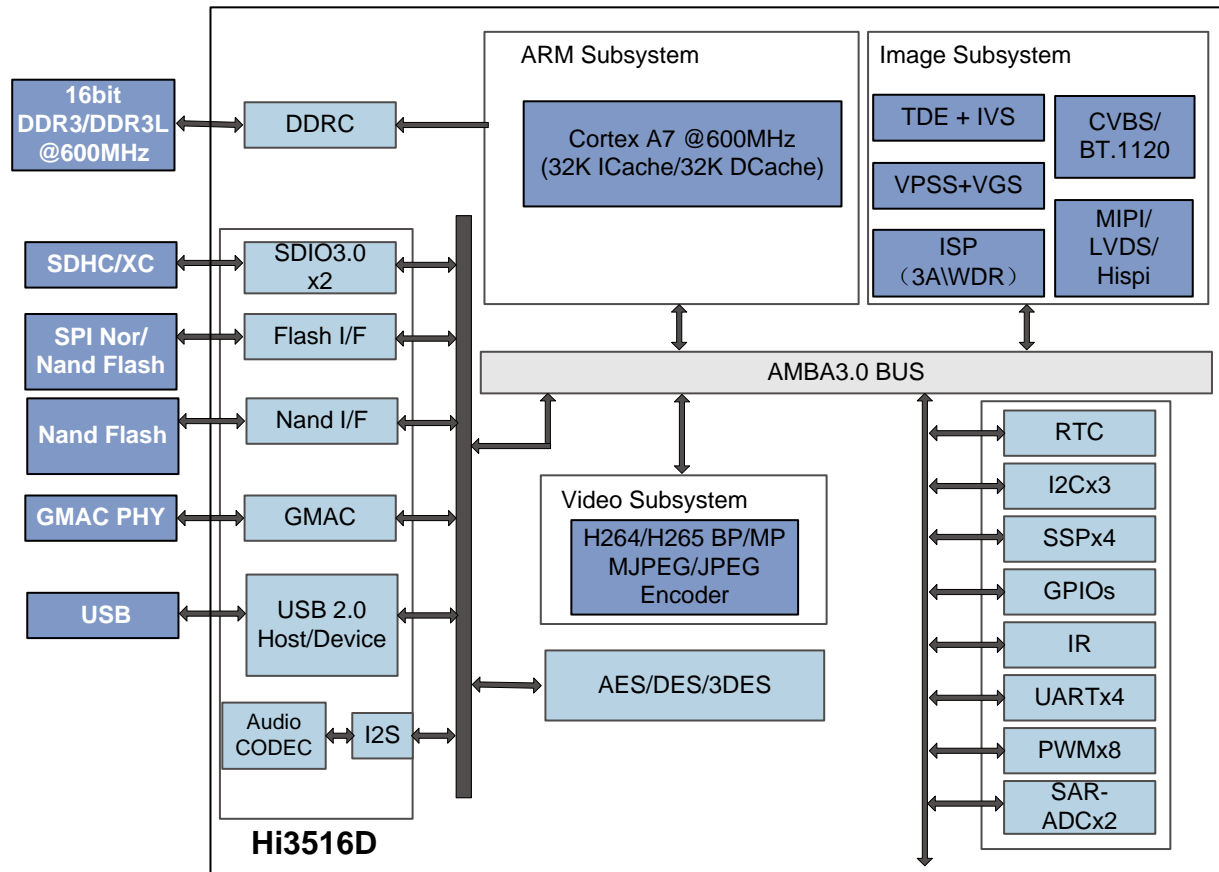 16bit
DDR3/DDR3L
@600MHz
DDRC
ARM Subsystem
Cortex A7 @600MHz
(32K ICache/32K DCache)
Image Subsystem
TDE + IVS
VPSS+VGS
ISP
（3A\WDR）
CVBS/
BT.1120
MIPI/
LVDS/
Hispi
SDHC/XC
SDIO3.0
x2
SPI Nor/
Nand Flash
Flash I/F
Nand Flash
Nand I/F
GMAC PHY
GMAC
USB
USB 2.0
Host/Device
Audio
CODEC
I2S
Hi3516D
AMBA3.0 BUS
Video Subsystem
H264/H265 BP/MP
MJPEG/JPEG
Encoder
AES/DES/3DES
RTC
I2Cx3
SSPx4
GPIOs
IR
UARTx4
PWMx8
SAR-
ADCx2